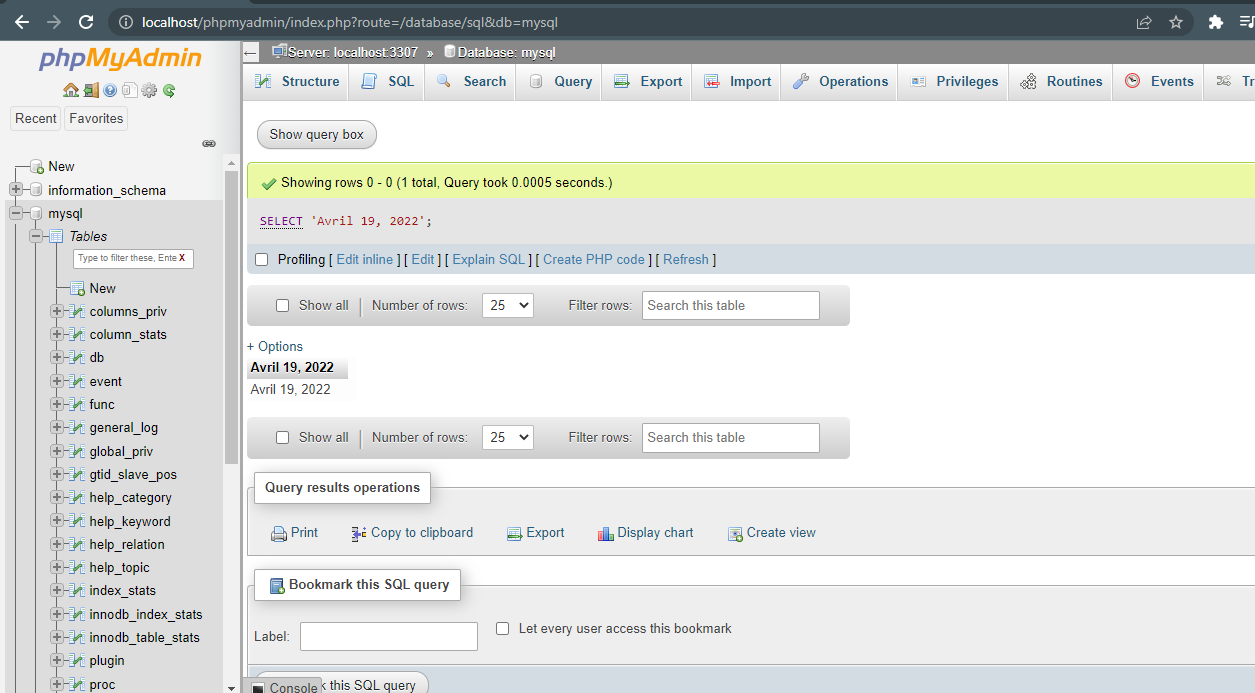 localhost/phpmyadmin/index.php?route=/database/sql&db=mysql
phpMyAdmin
Recent Favorites
New
information_schema
mysql
Tables
Type to filter these, Ente X
New
columns_priv
column_stats
db
event
func
general_log
global_priv
gtid_slave_pos
help_category
help_keyword
help_relation
help_topic
index_stats
innodb_index_stats
innodb_table_stats
plugin
proc
Server: localhost:3307 » Database: mysql
Structure SQL Search Query Export Import Operations Privileges Routines Events Tr
Show query box
Showing rows 0 - 0 (1 total, Query took 0.0005 seconds.)
SELECT 'Avril 19, 2022';
Profiling [ Edit inline ] [ Edit ] [ Explain SQL ] [ Create PHP code ] [ Refresh ]
Show all Number of rows: 25 Filter rows: Search this table
+ Options
Avril 19, 2022
Avril 19, 2022
Show all Number of rows: 25 Filter rows: Search this table
Query results operations
Print Copy to clipboard Export Display chart Create view
Bookmark this SQL query
Label: Let every user access this bookmark
Console k this SQL query